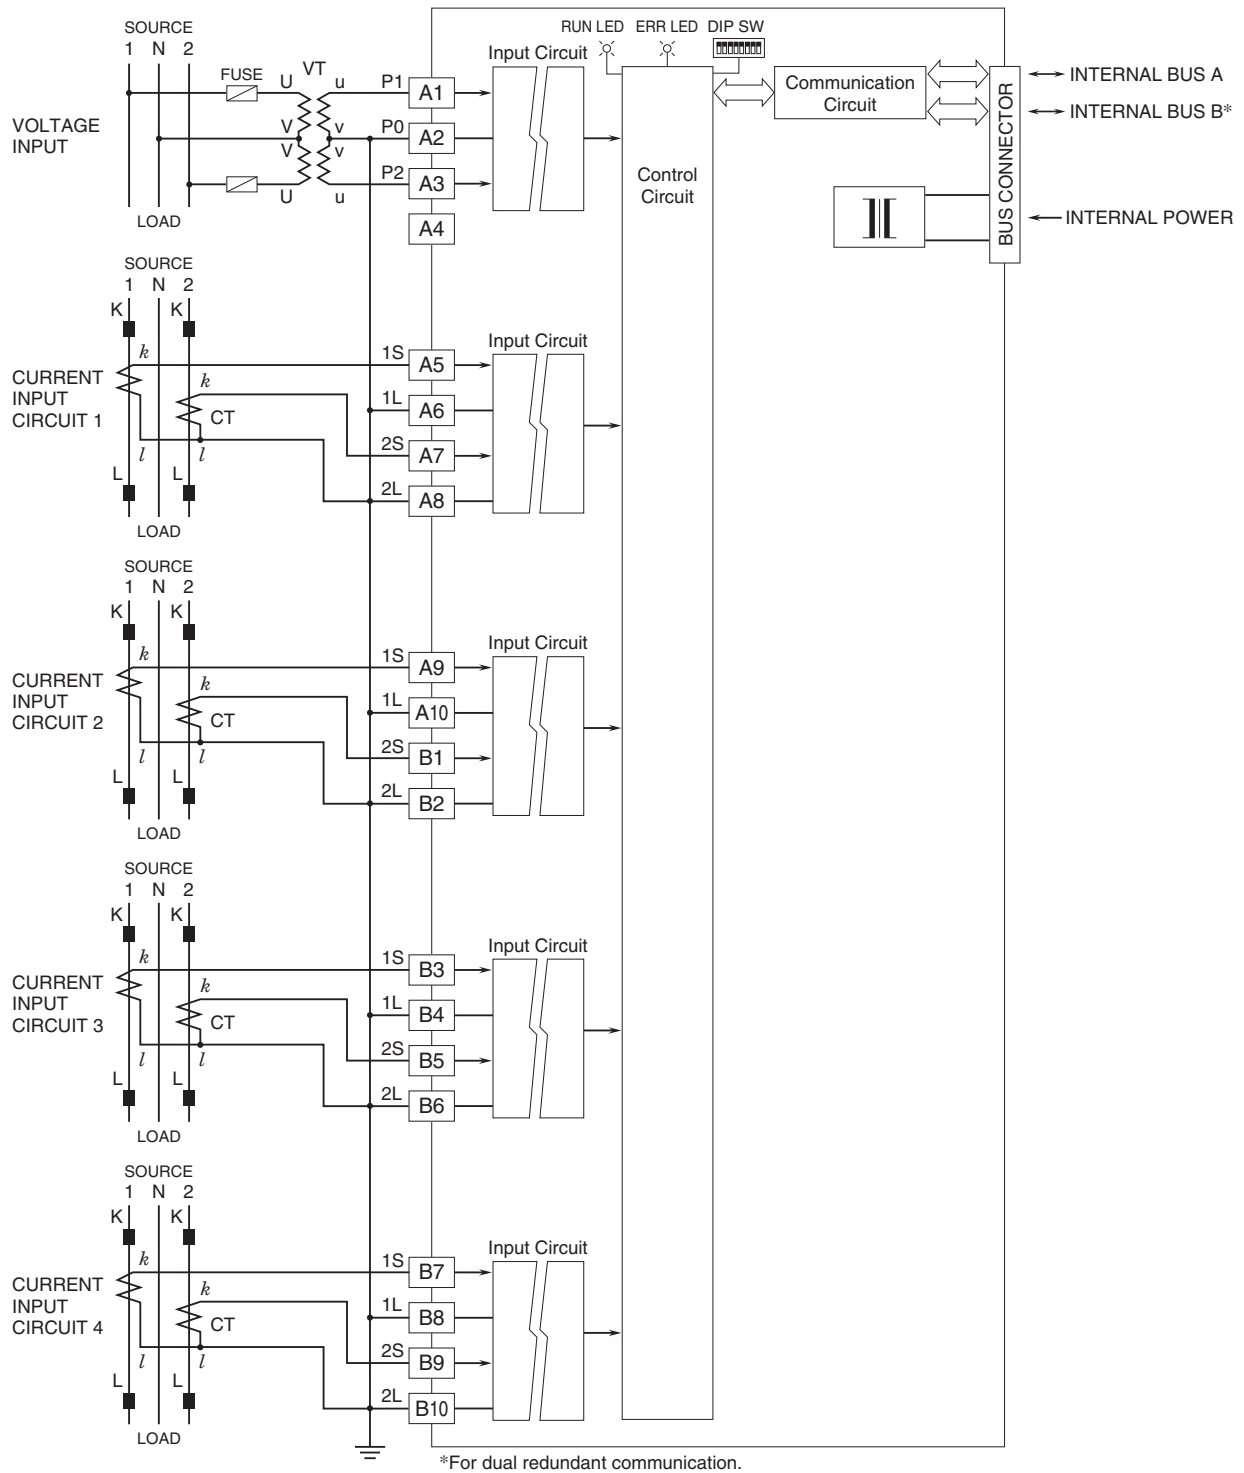 SOURCE
1 N 2
VOLTAGE
INPUT
FUSE
U
VT
u
P1
A1
V
v
P0
A2
V
v
P2
A3
U
u
A4
LOAD
Input Circuit
RUN LED
ERR LED
DIP SW
Control
Circuit
Communication
Circuit
BUS CONNECTOR
INTERNAL BUS A
INTERNAL BUS B*
INTERNAL POWER
SOURCE
1 N 2
K
K
k
1S
A5
Input Circuit
CURRENT
INPUT
CIRCUIT 1
k
1L
A6
CT
2S
A7
l
l
L
L
2L
A8
LOAD
SOURCE
1 N 2
K
K
k
1S
A9
Input Circuit
CURRENT
INPUT
CIRCUIT 2
k
1L
A10
CT
2S
B1
l
l
L
L
2L
B2
LOAD
SOURCE
1 N 2
K
K
k
1S
B3
Input Circuit
CURRENT
INPUT
CIRCUIT 3
k
1L
B4
CT
2S
B5
l
l
L
L
2L
B6
LOAD
SOURCE
1 N 2
K
K
k
1S
B7
Input Circuit
CURRENT
INPUT
CIRCUIT 4
k
1L
B8
CT
2S
B9
l
l
L
L
2L
B10
LOAD
*For dual redundant communication.